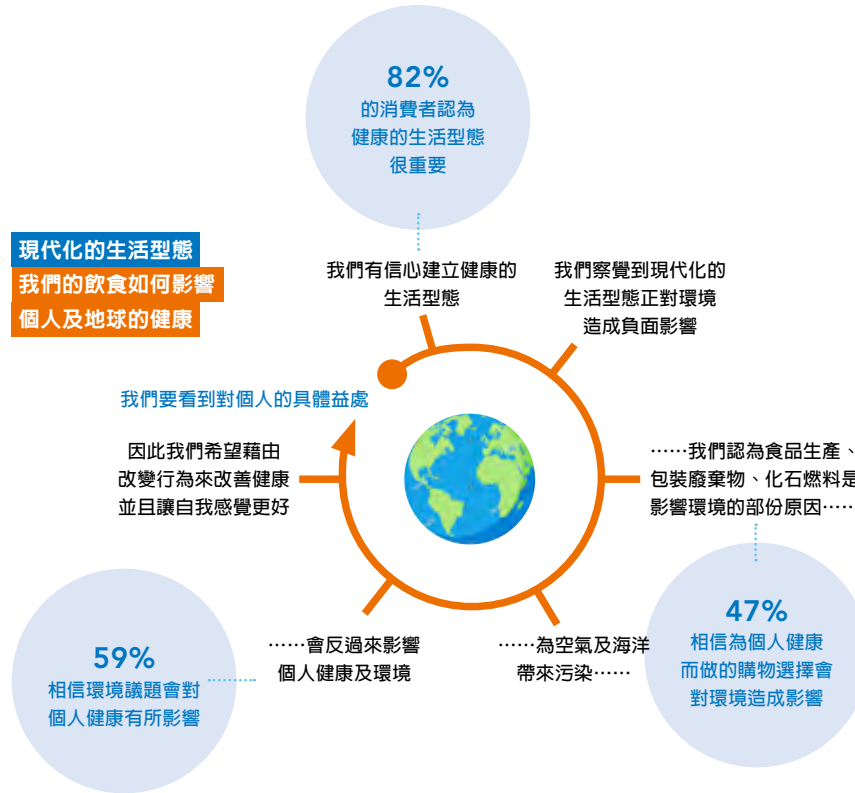 82%
的消費者認為
健康的生活型態
很重要
現代化的生活型態
我們的飲食如何影響
個人及地球的健康
我們有信心建立健康的
生活型態
我們察覺到現代化的
生活型態正對環境
造成負面影響
我們要看到對個人的具體益處
因此我們希望藉由
改變行為來改善健康
並且讓自我感覺更好
……我們認為食品生產、
包裝廢棄物、化石燃料是
影響環境的部份原因……
47%
相信為個人健康
而做的購物選擇會
對環境造成影響
……為空氣及海洋
帶來污染……
……會反過來影響
個人健康及環境
59%
相信環境議題會對
個人健康有所影響